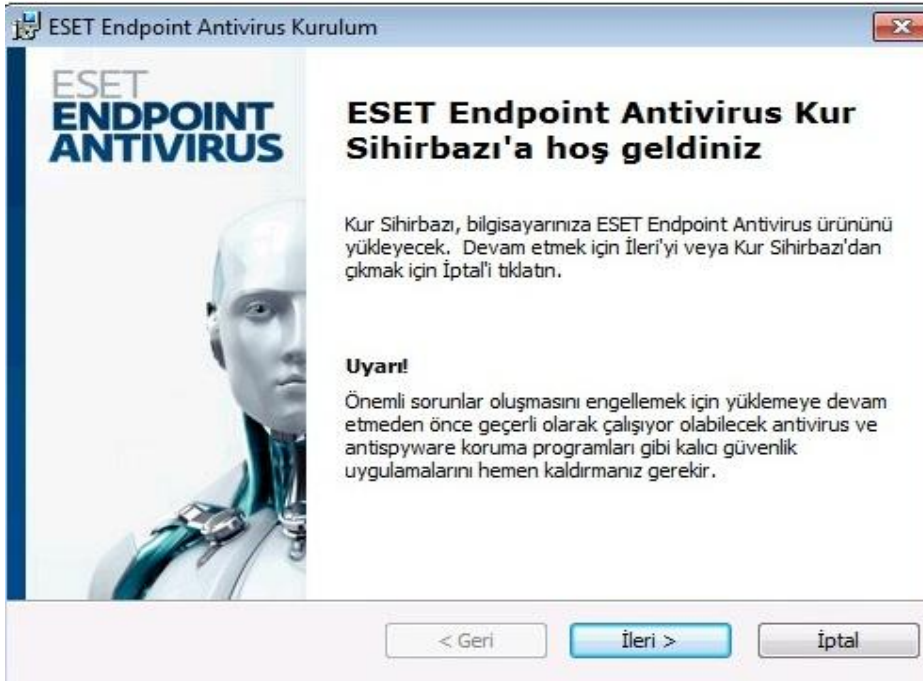 ESET Endpoint Antivirus Kurulum
ESET
ENDPOINT
ANTIVIRUS
ESET Endpoint Antivirus Kur
Sihirbazı'a hoş geldiniz
Kur Sihirbazı, bilgisayarınıza ESET Endpoint Antivirus ürününü
yükleyecek. Devam etmek için İleri'yi veya Kur Sihirbazı'dan
çıkmak için İptal'i tıklatın.
Uyarı!
Önemli sorunlar oluşmasını engellemek için yüklemeye devam
etmeden önce geçerli olarak çalışıyor olabilecek antivirus ve
antispyware koruma programları gibi kalıcı güvenlik
uygulamalarını hemen kaldırmanız gerekir.
< Geri
İleri >
İptal